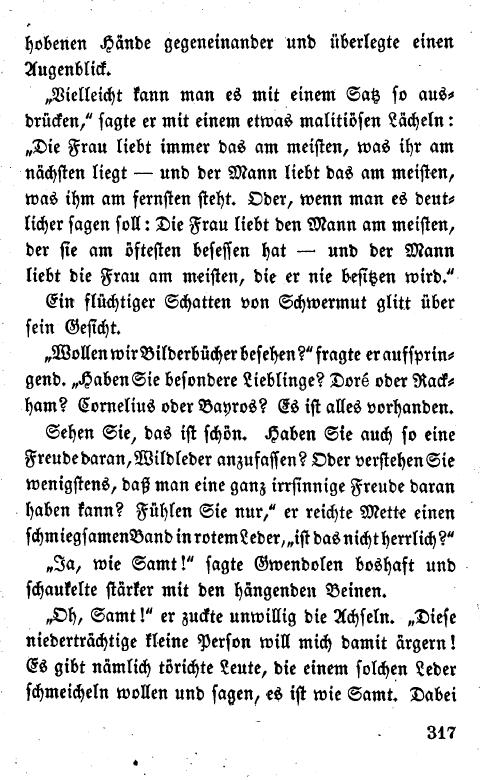 hobenen Hände gegeneinander und überlegte einen
Augenblick.
„Vielleicht kann man es mit einem Satz so aus-
drücken,“ sagte er mit einem etwas malitiösen Lächeln:
„Die Frau liebt immer das am meisten, was ihr am
nächsten liegt — und der Mann liebt das am meisten,
was ihm am fernsten steht. Oder, wenn man es deut-
licher sagen soll: Die Frau liebt den Mann am meisten,
der sie am öftesten besessen hat — und der Mann
liebt die Frau am meisten, die er nie besitzen wird.“
Ein flüchtiger Schatten von Schwermut glitt über
sein Gesicht.
„Wollen wir Bilderbücher besehen?“ fragte er aufsprin-
gend. „Haben Sie besondere Lieblinge? Doré oder Rack-
ham? Cornelius oder Bayros? Es ist alles vorhanden.
Sehen Sie, das ist schön. Haben Sie auch so eine
Freude daran, Wildleder anzufassen? Oder verstehen Sie
wenigstens, daß man eine ganz irrsinnige Freude daran
haben kann? Fühlen Sie nur,“ er reichte Mette einen
schmiegsamen Band in rotem Leder, „ist das nicht herrlich?“
„Ja, wie Samt!“ sagte Gwendolen boshaft und
schaukelte stärker mit den hängenden Beinen.
„Oh, Samt!“ er zuckte unwillig die Achseln. „Diese
niederträchtige kleine Person will mich damit ärgern!
Es gibt nämlich törichte Leute, die einem solchen Leder
schmeicheln wollen und sagen, es ist wie Samt. Dabei
317